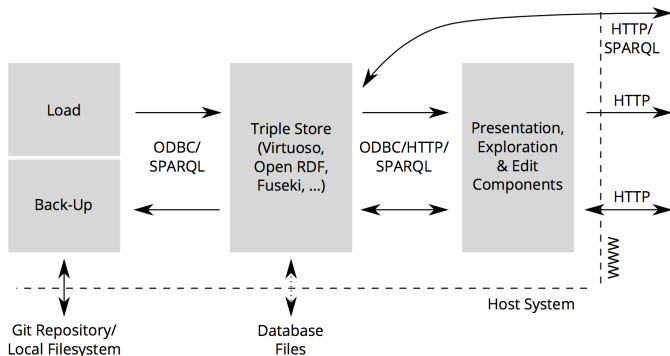 HTTP/
SPARQL
Load
Triple Store
(Virtuoso,
Open RDF,
Fuseki, ...)
Presentation,
Exploration
& Edit
Components
HTTP
ODBC/
SPARQL
ODBC/HTTP/
SPARQL
Back-Up
HTTP
WWW
Host System
Git Repository/
Local Filesystem
Database
Files